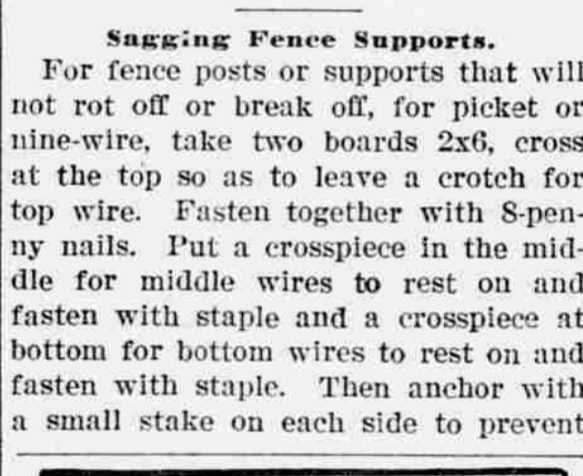 Sagging Fence Supports.
For fence posts or supports that will
not rot off or break off, for picket or
nine-wire, take two boards 2x6, cross
at the top so as to leave a crotch for
top wire. Fasten together with 8-pen-
ny nails. Put a crosspiece in the mid-
dle for middle wires to rest on and
fasten with staple and a crosspiece at
bottom for bottom wires to rest on and
fasten with staple. Then anchor with
a small stake on each side to prevent